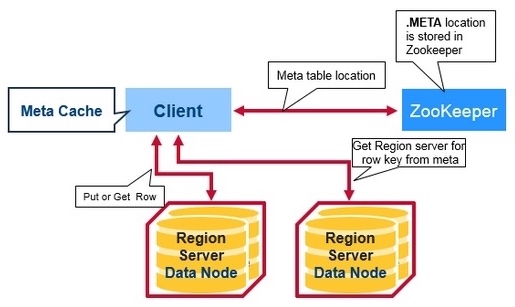 .META location
is stored in
Zookeeper
Meta table location
Meta Cache
Client
ZooKeeper
Get Region server for
row key from meta
Put or Get Row
Region
Server
Data Node
Region
Server
Data Node